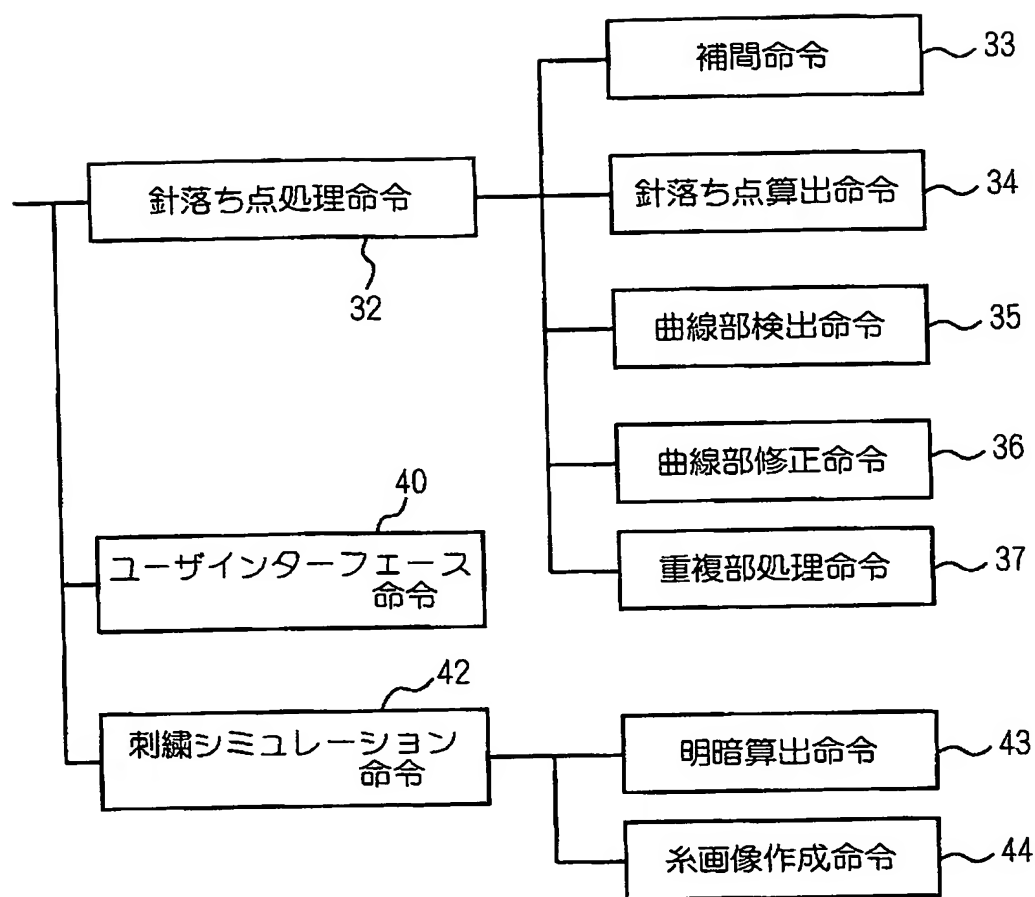 補間命令
33
針落ち点処理命令
32
針落ち点算出命令
34
曲線部検出命令
35
曲線部修正命令
36
重複部処理命令
37
40
ユーザインターフェース
命令
42
刺繍シミュレーション
命令
明暗算出命令
43
糸画像作成命令
44